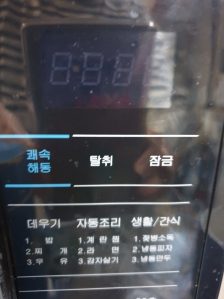 쾌속
해동
탈취
잠금
데우기
1. 밥
2. 찌개
3. 우유
자동조리
1. 계란찜
2. 라면
3. 감자삶기
생활/간식
1. 젖병소독
2. 냉동피자
3. 냉동만두